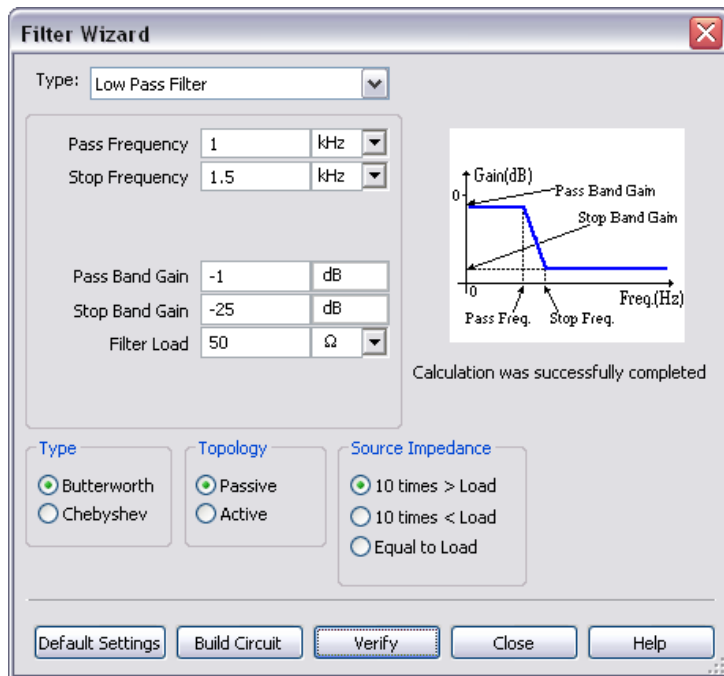 Filter Wizard
Type: Low Pass Filter
Pass Frequency 1 kHz
Stop Frequency 1.5 kHz
Pass Band Gain -1 dB
Stop Band Gain -25 dB
Filter Load 50 Ω
Gain(dB)
0
Pass Band Gain
Stop Band Gain
0
Freq.(Hz)
Pass Freq. Stop Freq.
Calculation was successfully completed
Type
Butterworth
Chebyshev
Topology
Passive
Active
Source Impedance
10 times > Load
10 times < Load
Equal to Load
Default Settings Build Circuit Verify Close Help